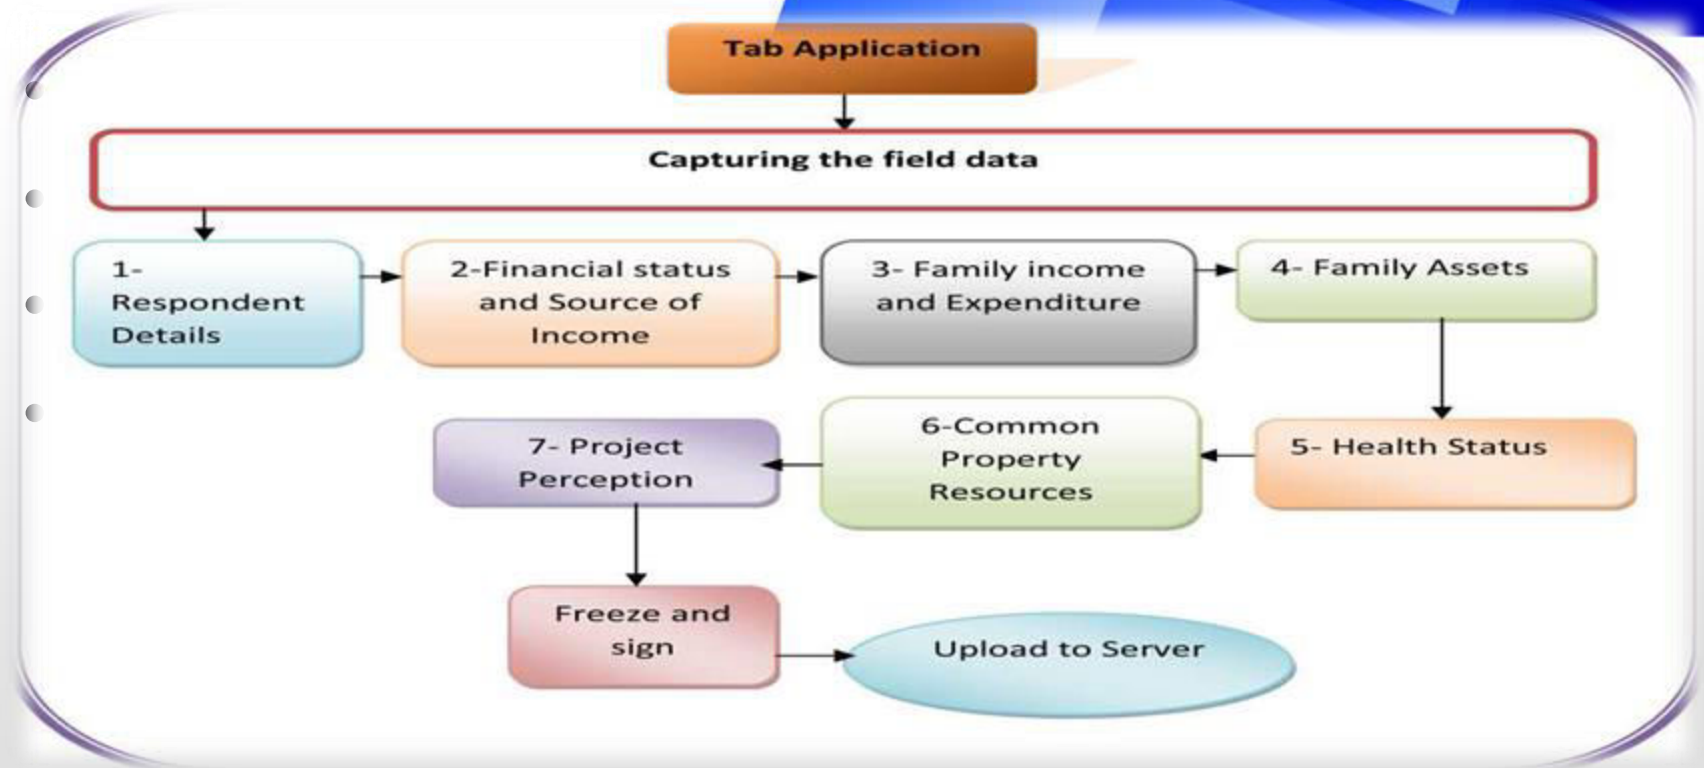 Tab Application
Capturing the field data
1-
Respondent
Details
2-Financial status
and Source of
Income
3- Family income
and Expenditure
4- Family Assets
5- Health Status
6-Common
Property
Resources
7- Project
Perception
Freeze and
sign
Upload to Server